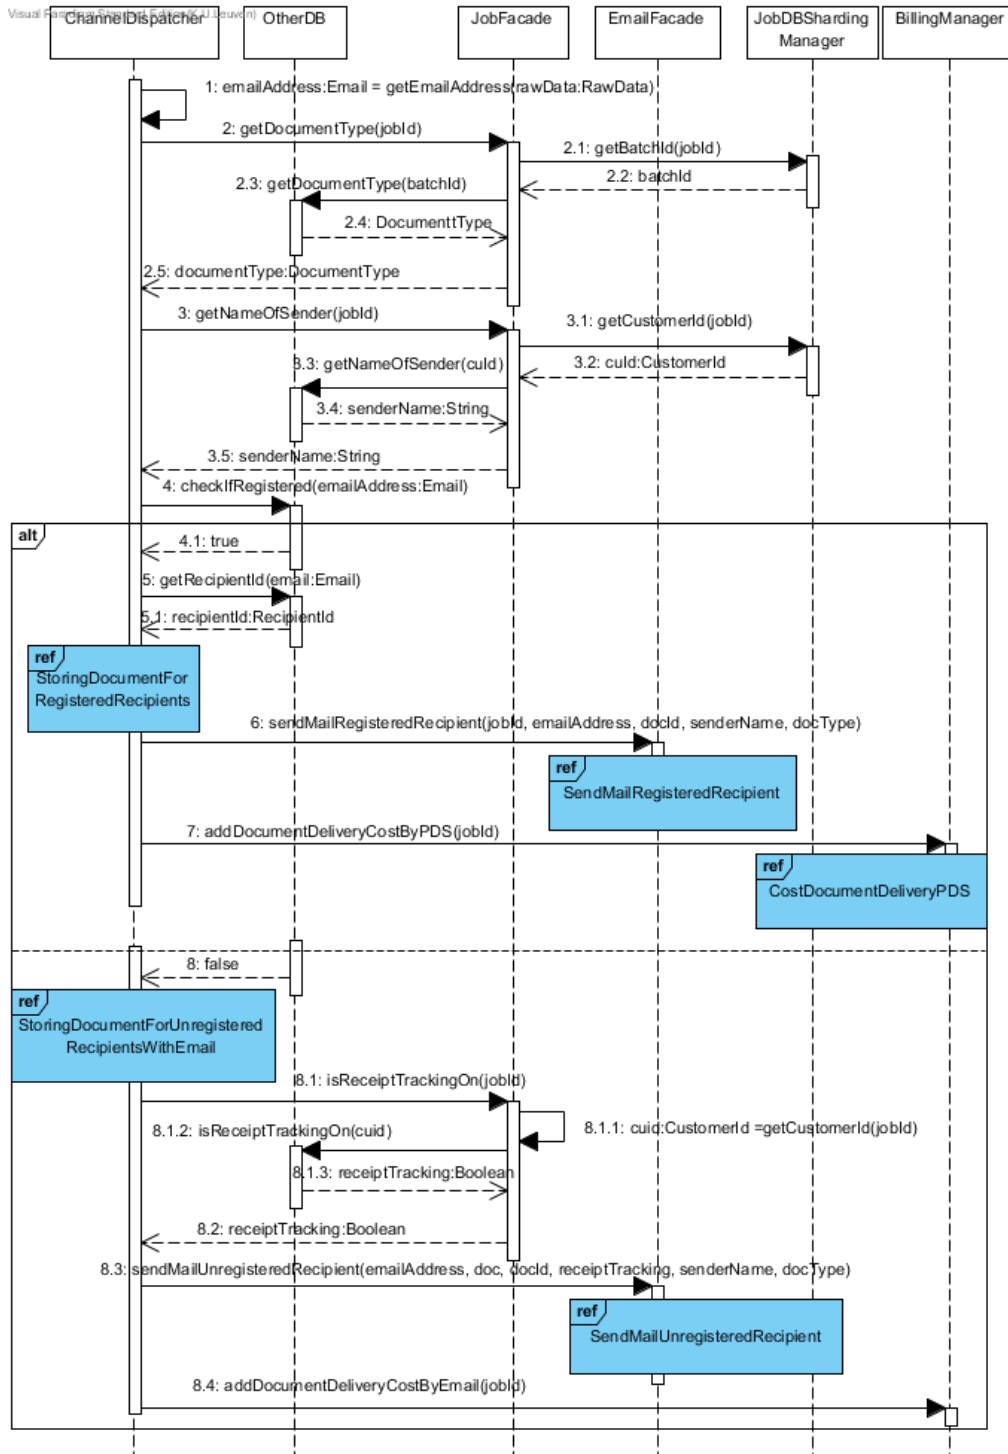 Visual Paradigm Standard Edition(K.U.Leuven)
ChannelDispatcher
OtherDB
JobFacade
EmailFacade
JobDBSharding
Manager
BillingManager
1: emailAddress:Email = getEmailAddress(rawData:RawData)
2: getDocumentType(jobId)
2.1: getBatchId(jobId)
2.2: batchId
2.3: getDocumentType(batchId)
2.4: DocumenttType
2.5: documentType:DocumentType
3: getNameOfSender(jobId)
3.1: getCustomerId(jobId)
3.2: cuId:CustomerId
3.3: getNameOfSender(cuId)
3.4: senderName:String
3.5: senderName:String
4: checkIfRegistered(emailAddress:Email)
alt
4.1: true
5: getRecipientId(email:Email)
5.1: recipientId:RecipientId
ref
StoringDocumentFor
RegisteredRecipients
6: sendMailRegisteredRecipient(jobId, emailAddress, docId, senderName, docType)
ref
SendMailRegisteredRecipient
7: addDocumentDeliveryCostByPDS(jobId)
ref
CostDocumentDeliveryPDS
8: false
ref
StoringDocumentForUnregistered
RecipientsWithEmail
8.1: isReceiptTrackingOn(jobId)
8.1.1: cuid:CustomerId =getCustomerId(jobId)
8.1.2: isReceiptTrackingOn(cuid)
8.1.3: receiptTracking:Boolean
8.2: receiptTracking:Boolean
8.3: sendMailUnregisteredRecipient(emailAddress, doc, docId, receiptTracking, senderName, docType)
ref
SendMailUnregisteredRecipient
8.4: addDocumentDeliveryCostByEmail(jobId)